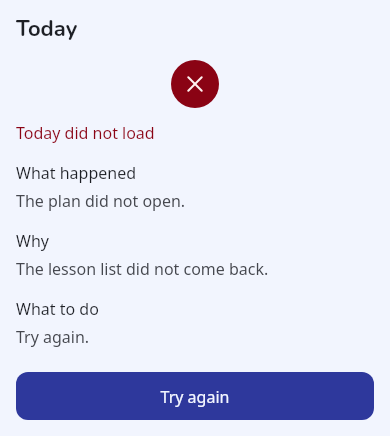 Today
Today did not load
What happened
The plan did not open.
Why
The lesson list did not come back.
What to do
Try again.
Try again